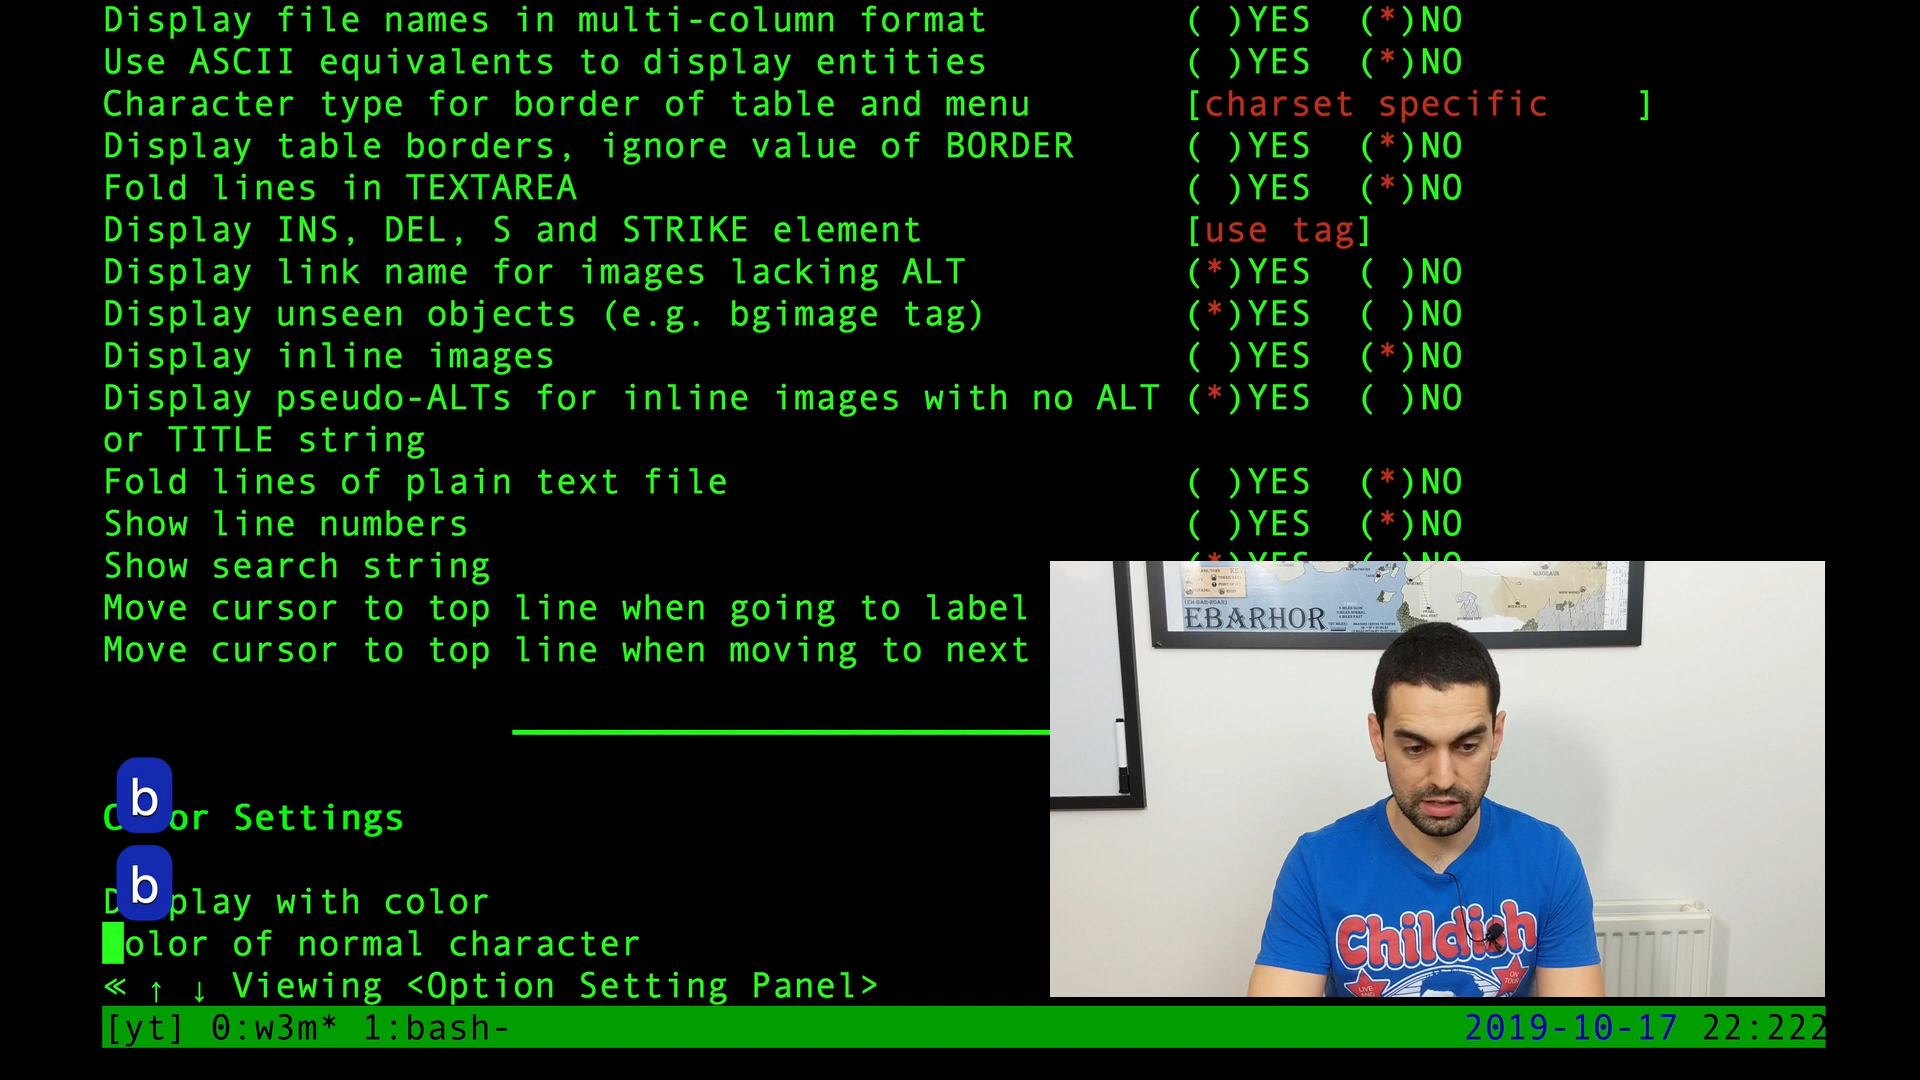 Display file names in multi-column format ( )YES (*)NO
Use ASCII equivalents to display entities ( )YES (*)NO
Character type for border of table and menu [charset specific ]
Display table borders, ignore value of BORDER ( )YES (*)NO
Fold lines in TEXTAREA ( )YES (*)NO
Display INS, DEL, S and STRIKE element [use tag]
Display link name for images lacking ALT (*)YES ( )NO
Display unseen objects (e.g. bgimage tag) (*)YES ( )NO
Display inline images ( )YES (*)NO
Display pseudo-ALTs for inline images with no ALT (*)YES ( )NO
or TITLE string
Fold lines of plain text file ( )YES (*)NO
Show line numbers ( )YES (*)NO
Show search string (*)YES ( )NO
Move cursor to top line when going to label
Move cursor to top line when moving to next
EBARHOR
b
Settings
b
with color
olor of normal character
Childish
LIVE AND
ON TOUR
« ↑ ↓ Viewing <Option Setting Panel>
[yt] 0:w3m* 1:bash- 2019-10-17 22:222